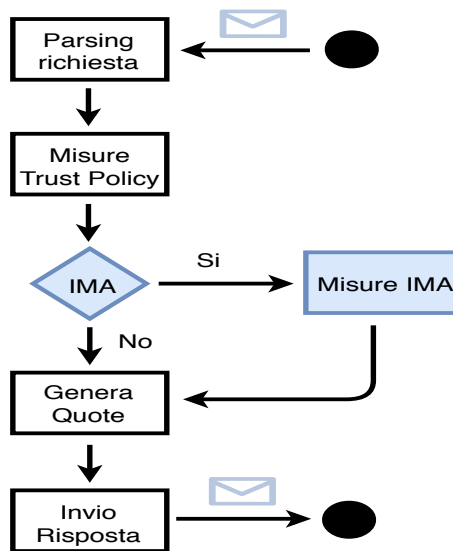 Parsing
richiesta
Misure
Trust Policy
IMA
Si
Misure IMA
No
Genera
Quote
Invio
Risposta